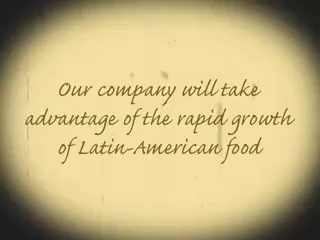 Our company will take
advantage of the rapid growth
of Latin-American food